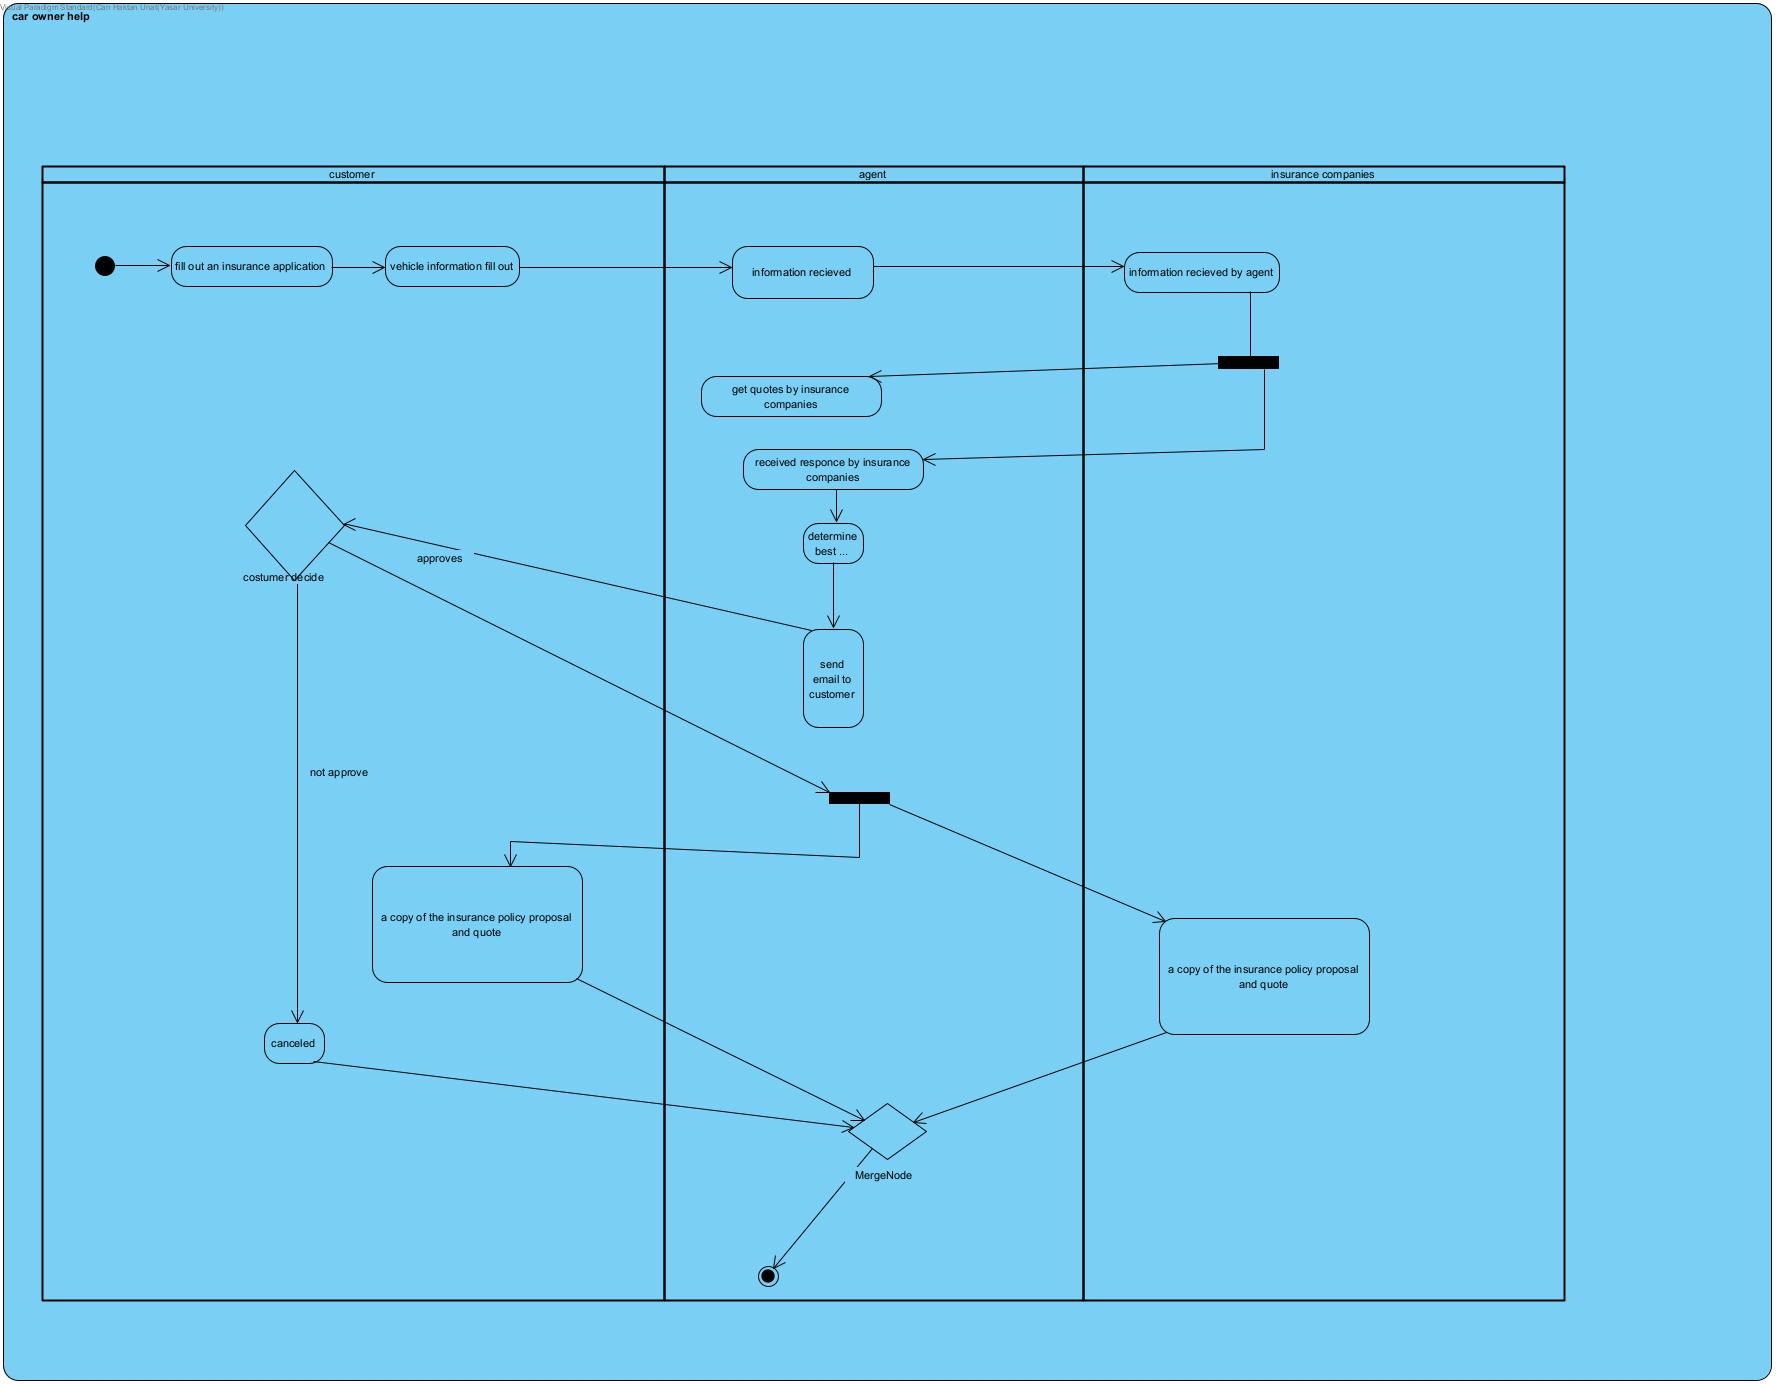 Visual Paradigm Standard(Can Haktan Unat(Yasar University))
car owner help
customer
agent
insurance companies
fill out an insurance application
vehicle information fill out
information recieved
information recieved by agent
get quotes by insurance
companies
received responce by insurance
companies
determine
best ...
approves
costumer decide
send
email to
customer
not approve
a copy of the insurance policy proposal
and quote
a copy of the insurance policy proposal
and quote
canceled
MergeNode